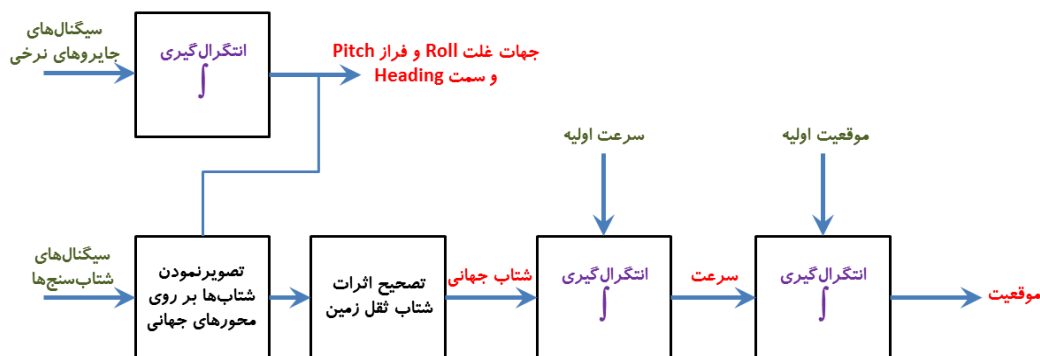 سیگنال‌های
جایروهای نرخی
انتگرال‌گیری
∫
جهات غلت Roll و فراز Pitch
و سمت Heading
سرعت اولیه
موقعیت اولیه
سیگنال‌های
شتاب‌سنج‌ها
تصویرنمودن
شتاب‌ها بر روی
محورهای جهانی
تصحیح اثرات
شتاب ثقل زمین
شتاب جهانی
انتگرال‌گیری
∫
سرعت
انتگرال‌گیری
∫
موقعیت